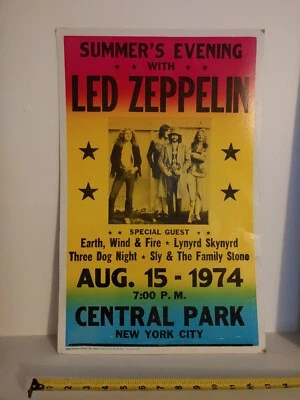 SUMMER'S EVENING
WITH
LED ZEPPELIN
SPECIAL GUEST
Earth, Wind & Fire ★ Lynyrd Skynyrd
Three Dog Night ★ Sly & The Family Stone
AUG. 15 - 1974
7:00 P.M.
CENTRAL PARK
NEW YORK CITY